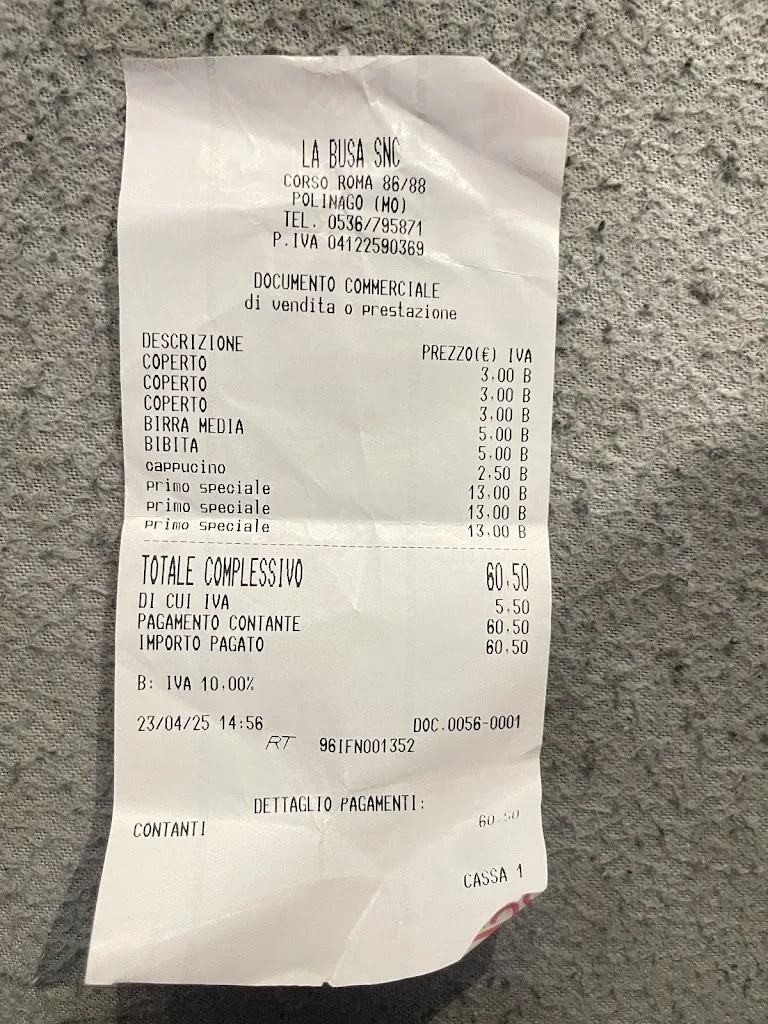 LA BUSA SNC
CORSO ROMA 86/88
POLINAGO (MO)
TEL. 0536/795871
P.IVA 04122590369
DOCUMENTO COMMERCIALE
di vendita o prestazione
DESCRIZIONE PREZZO(€) IVA
COPERTO 3,00 B
COPERTO 3,00 B
COPERTO 3,00 B
BIRRA MEDIA 5,00 B
BIBITA 5,00 B
cappucino 2,50 B
primo speciale 13,00 B
primo speciale 13,00 B
primo speciale 13,00 B
TOTALE COMPLESSIVO 60,50
DI CUI IVA 5,50
PAGAMENTO CONTANTE 60,50
IMPORTO PAGATO 60,50
B: IVA 10,00%
23/04/25 14:56 DOC.0056-0001
RT 96IFN001352
DETTAGLIO PAGAMENTI:
CONTANTI 60,50
CASSA 1